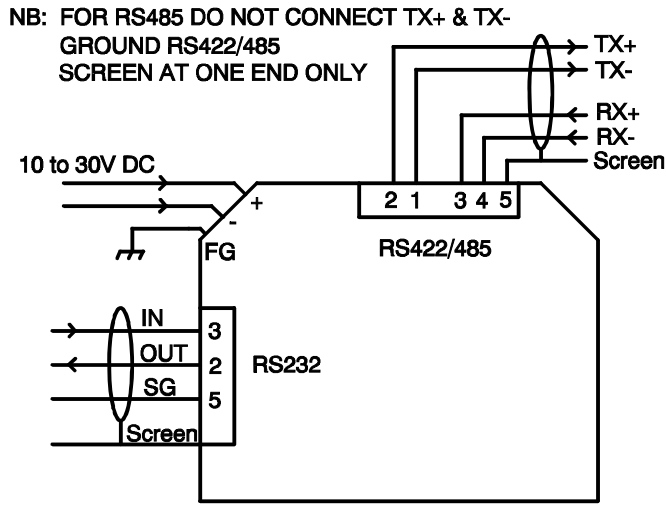 NB: FOR RS485 DO NOT CONNECT TX+ & TX-
GROUND RS422/485
SCREEN AT ONE END ONLY
TX+
TX-
RX+
RX-
Screen
10 to 30V DC
+
-
FG
2 1 3 4 5
RS422/485
IN
3
OUT
2
RS232
SG
5
Screen